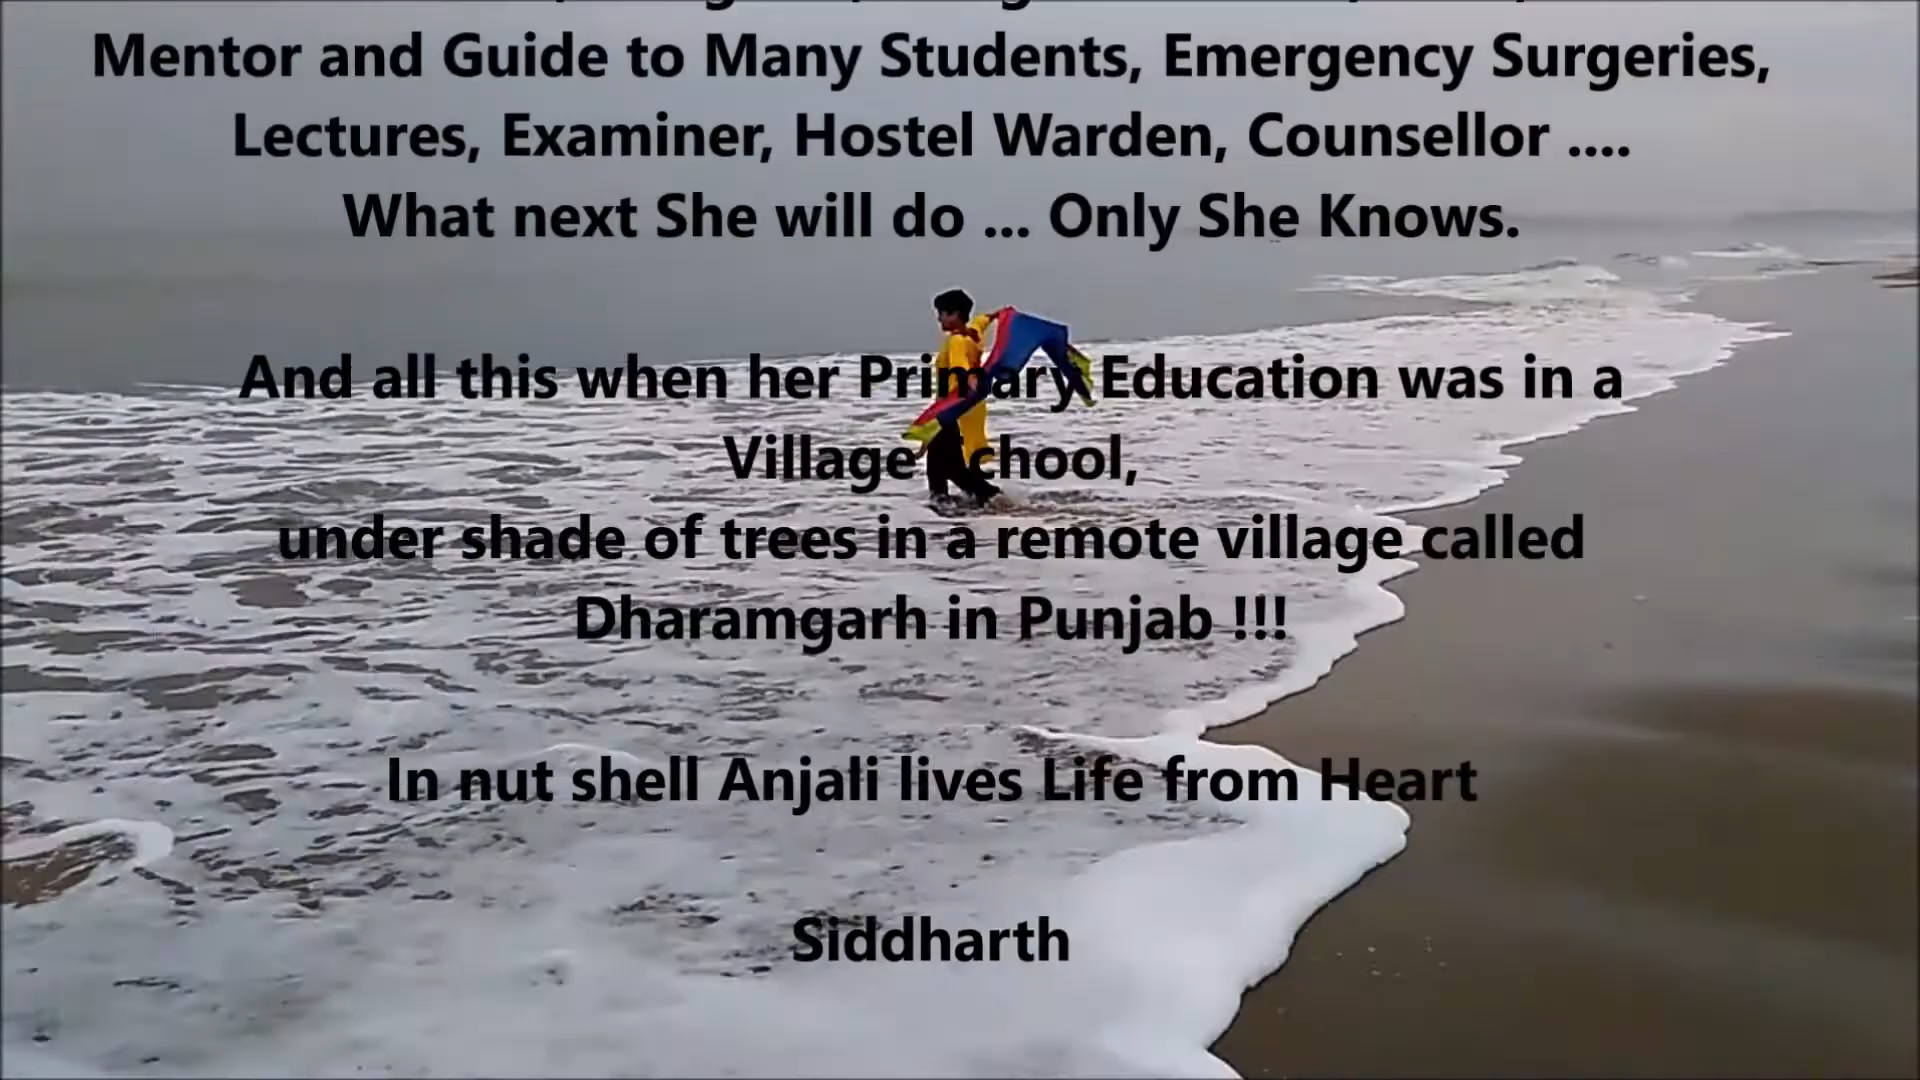 Mentor and Guide to Many Students, Emergency Surgeries,
Lectures, Examiner, Hostel Warden, Counsellor ....
What next She will do ... Only She Knows.
And all this when her Primary Education was in a
Village School,
under shade of trees in a remote village called
Dharamgarh in Punjab !!!
In nut shell Anjali lives Life from Heart
Siddharth